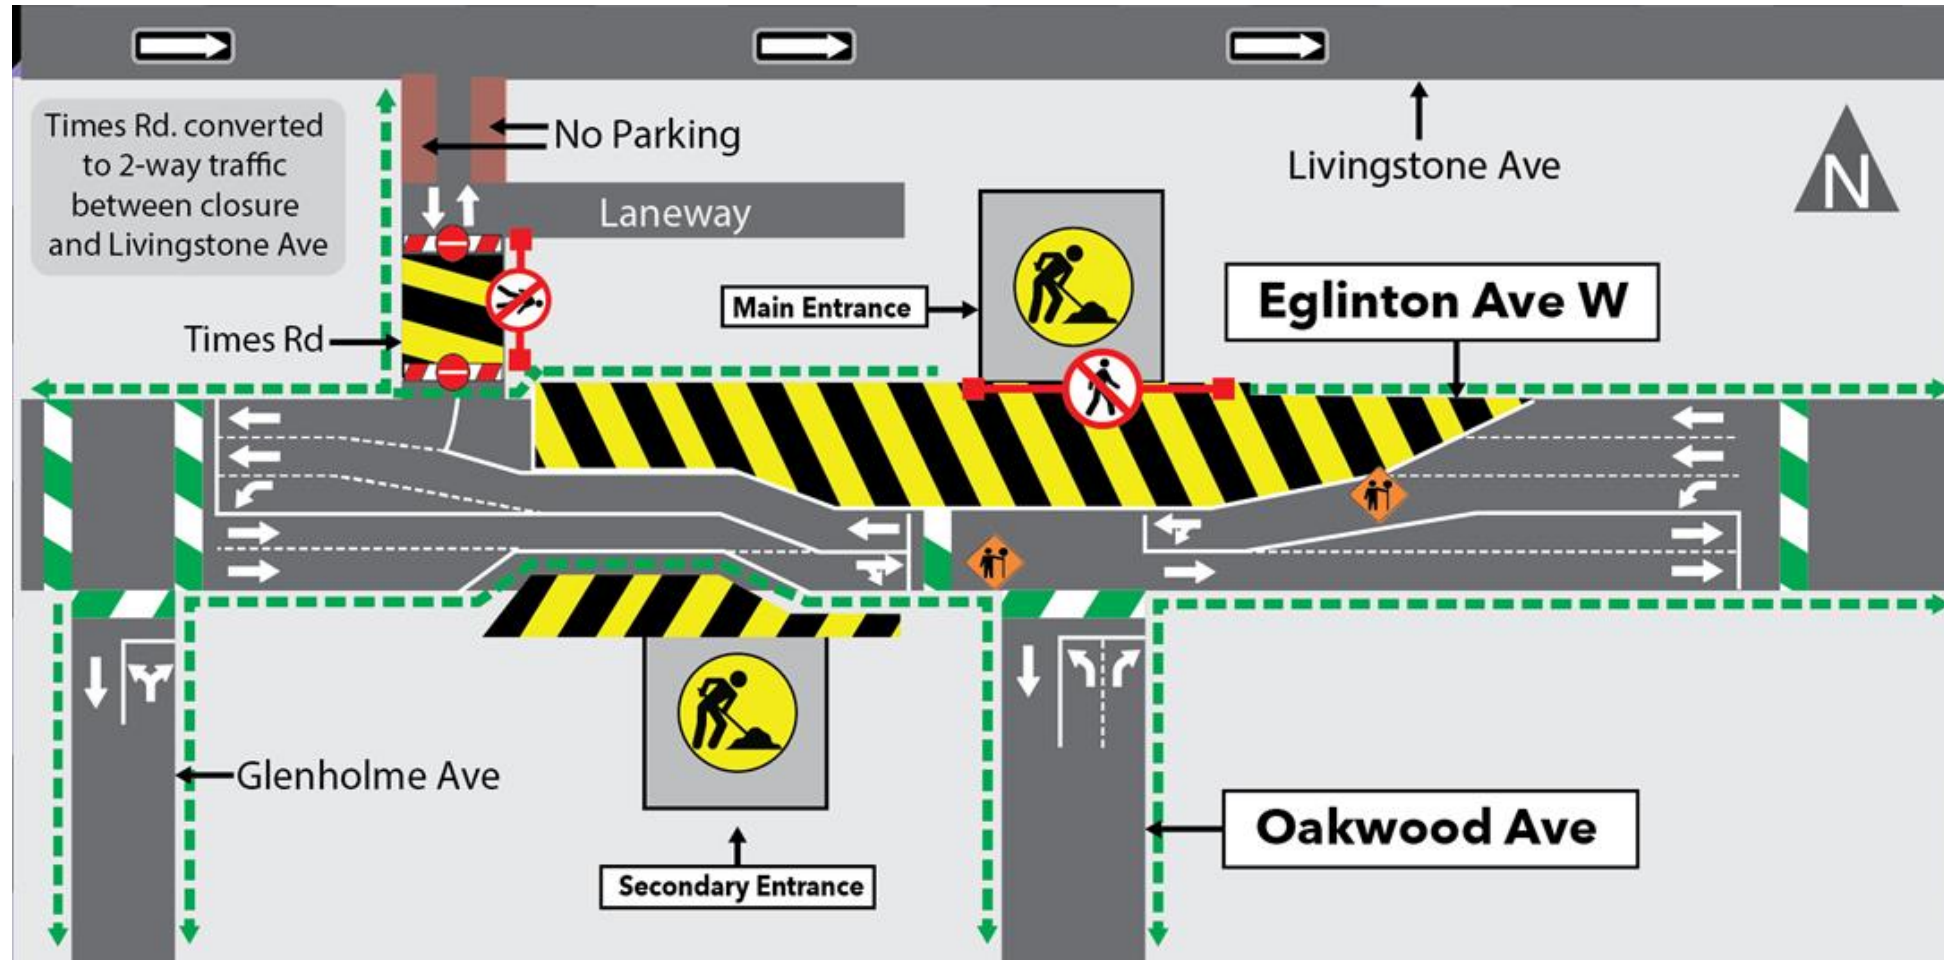 Times Rd. converted
to 2-way traffic
between closure
and Livingstone Ave
No Parking
Livingstone Ave
N
Laneway
Main Entrance
Eglinton Ave W
Times Rd
Glenholme Ave
Oakwood Ave
Secondary Entrance